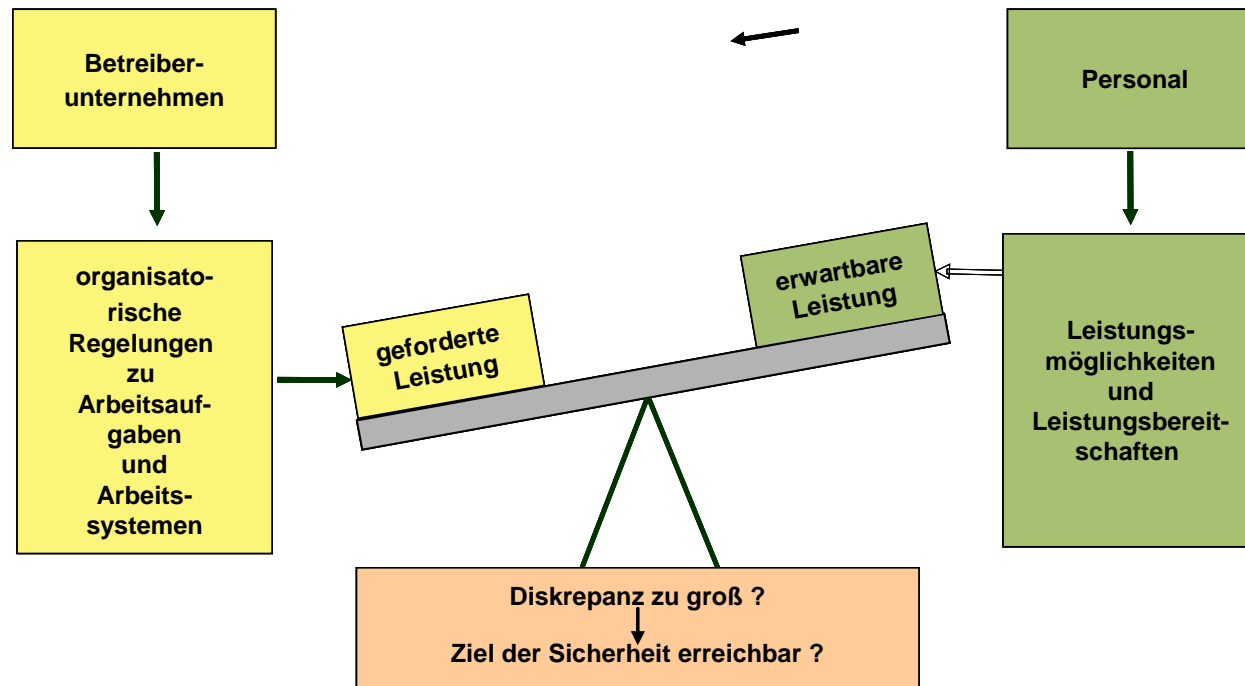 Betreiber-
unternehmen
Personal
organisato-
rische
Regelungen
zu
Arbeitsauf-
gaben
und
Arbeits-
systemen
geforderte
Leistung
erwartbare
Leistung
Leistungs-
möglichkeiten
und
Leistungsbereit-
schaften
Diskrepanz zu groß ?
Ziel der Sicherheit erreichbar ?